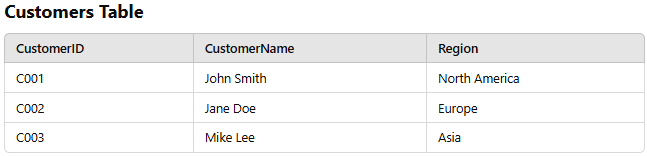 Customers Table
CustomerID CustomerName Region
C001 John Smith North America
C002 Jane Doe Europe
C003 Mike Lee Asia